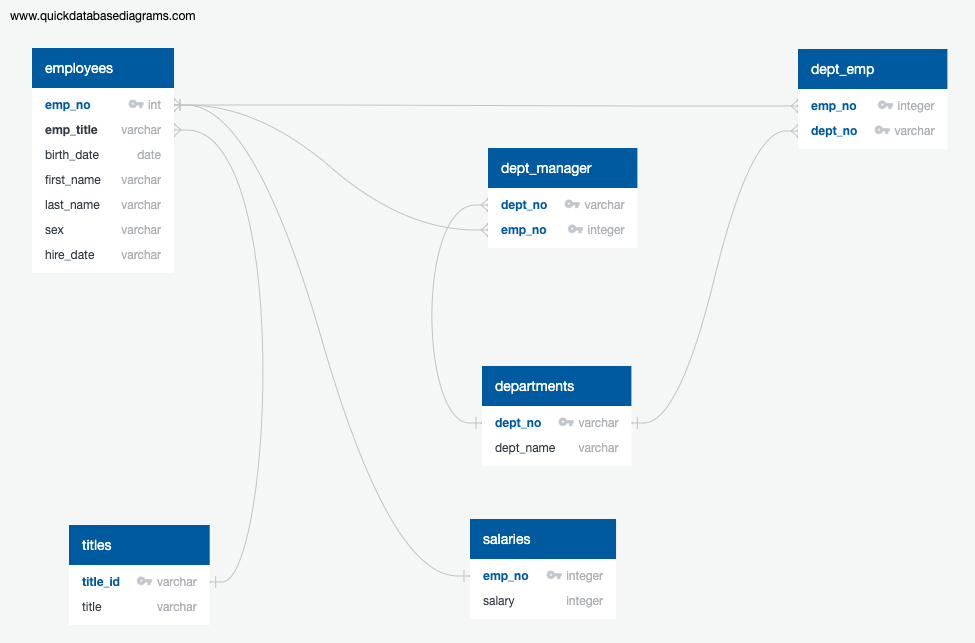 www.quickdatabasediagrams.com
employees
emp_no int
emp_title varchar
birth_date date
first_name varchar
last_name varchar
sex varchar
hire_date varchar
dept_emp
emp_no integer
dept_no varchar
dept_manager
dept_no varchar
emp_no integer
departments
dept_no varchar
dept_name varchar
titles
title_id varchar
title varchar
salaries
emp_no integer
salary integer